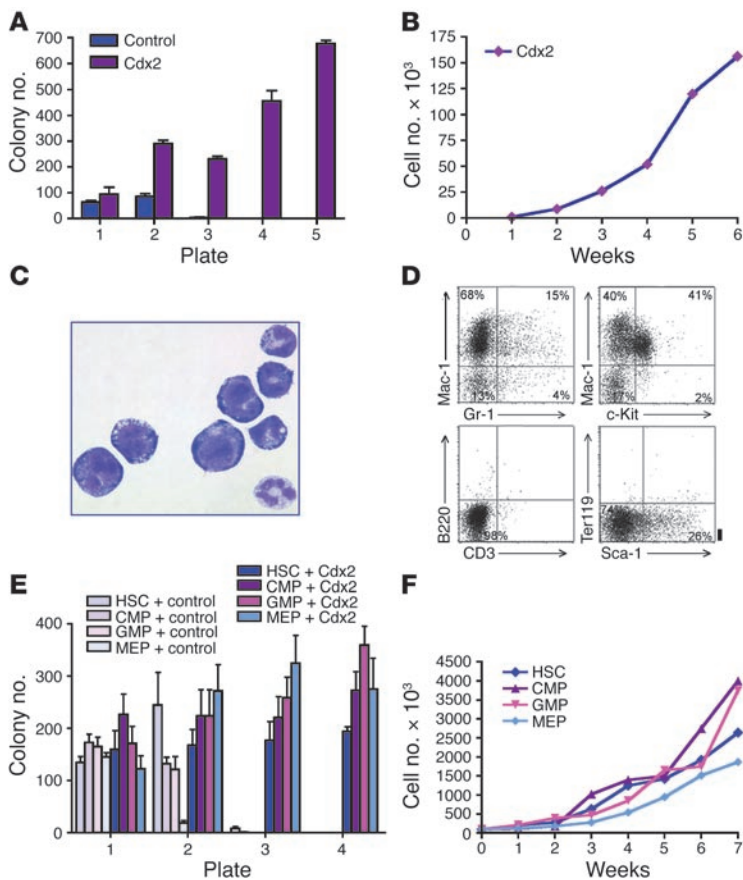 A
Control
Cdx2
Colony no.
700
600
500
400
300
200
100
0
1 2 3 4 5
Plate
B
Cdx2
Cell no. × 10³
175
150
125
100
75
50
25
0
0 1 2 3 4 5 6
Weeks
C
D
68% 15%
13% 4%
Mac-1
Gr-1
40% 41%
17% 2%
Mac-1
c-Kit
B220
98%
CD3
Ter119
74
26%
Sca-1
E
HSC + control
CMP + control
GMP + control
MEP + control
HSC + Cdx2
CMP + Cdx2
GMP + Cdx2
MEP + Cdx2
Colony no.
400
300
200
100
0
1 2 3 4
Plate
F
HSC
CMP
GMP
MEP
Cell no. × 10³
4500
4000
3500
3000
2500
2000
1500
1000
500
0
0 1 2 3 4 5 6 7
Weeks